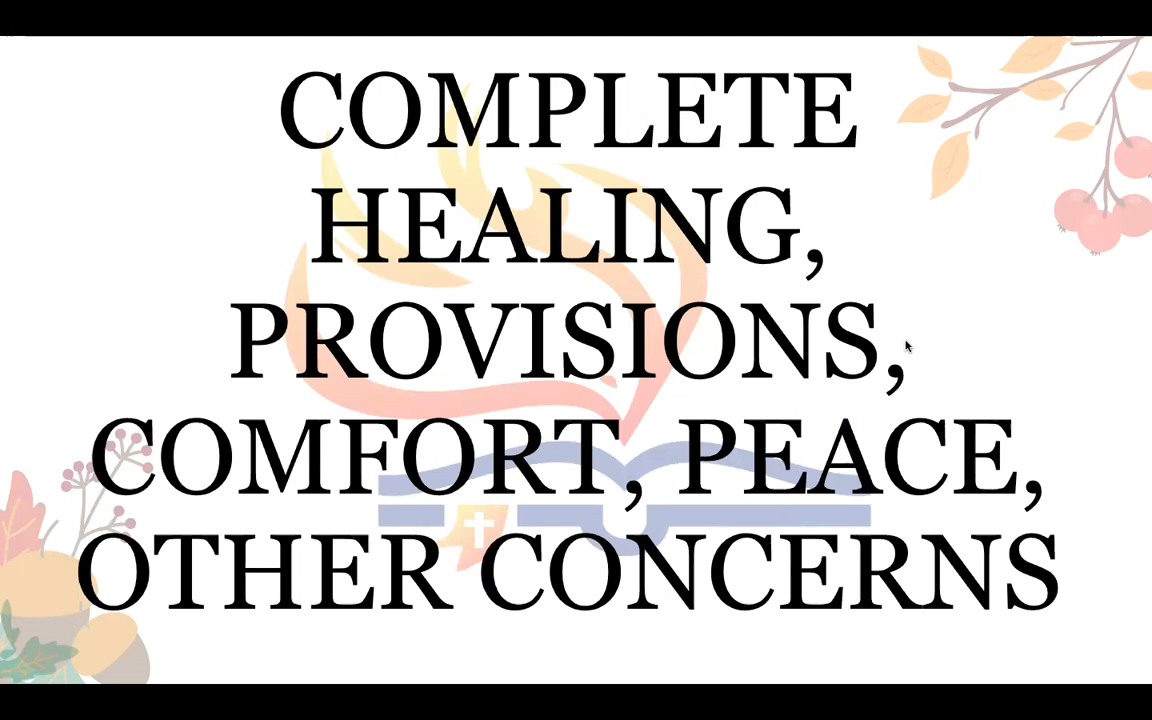 COMPLETE
HEALING,
PROVISIONS,
COMFORT, PEACE,
OTHER CONCERNS